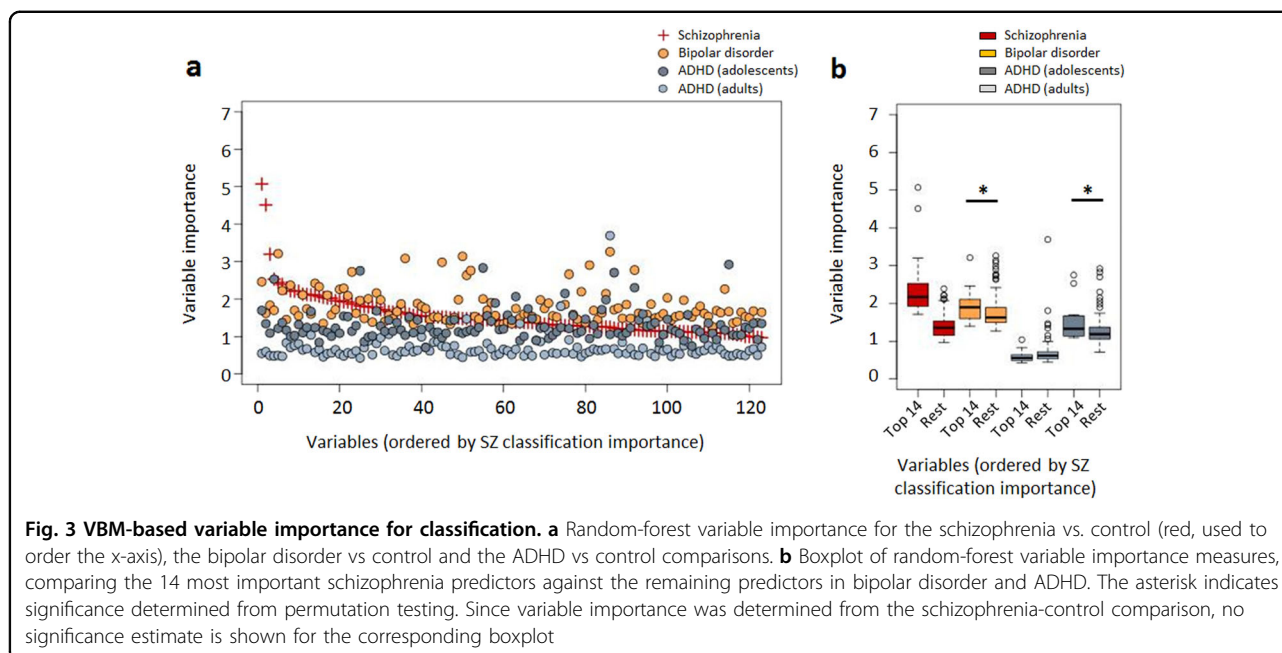 a
Schizophrenia
Bipolar disorder
ADHD (adolescents)
ADHD (adults)
Variable importance
7
6
5
4
3
2
1
0
0 20 40 60 80 100 120
Variables (ordered by SZ classification importance)
b
Schizophrenia
Bipolar disorder
ADHD (adolescents)
ADHD (adults)
Variable importance
7
6
5
4
3
2
1
0
* *
Top 14 Rest Top 14 Rest Top 14 Rest Top 14 Rest
Variables (ordered by SZ
classification importance)
Fig. 3 VBM-based variable importance for classification. a Random-forest variable importance for the schizophrenia vs. control (red, used to
order the x-axis), the bipolar disorder vs control and the ADHD vs control comparisons. b Boxplot of random-forest variable importance measures,
comparing the 14 most important schizophrenia predictors against the remaining predictors in bipolar disorder and ADHD. The asterisk indicates
significance determined from permutation testing. Since variable importance was determined from the schizophrenia-control comparison, no
significance estimate is shown for the corresponding boxplot